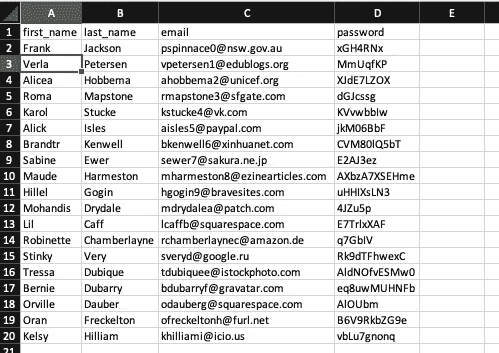 A B C D E
1 first_name last_name email password
2 Frank Jackson pspinnace0@nsw.gov.au xGH4RNx
3 Verla Petersen vpetersen1@edublogs.org MmUqfKP
4 Alicea Hobbema ahobbema2@unicef.org XJdE7LZOX
5 Roma Mapstone rmapstone3@sfgate.com dGJcssg
6 Karol Stucke kstucke4@vk.com KVvwbbIw
7 Alick Isles aisles5@paypal.com jkM06BbF
8 Brandtr Kenwell bkenwell6@xinhuanet.com CVM80lQ5bT
9 Sabine Ewer sewer7@sakura.ne.jp E2AJ3ez
10 Maude Harmeston mharmeston8@ezinearticles.com AXbzA7XSEHme
11 Hillel Gogin hgogin9@bravesites.com uHHIXsLN3
12 Mohandis Drydale mdrydalea@patch.com 4JZu5p
13 Lil Caff lcaffb@squarespace.com E7TrlxXAF
14 Robinette Chamberlayne rchamberlaynec@amazon.de q7GbIV
15 Stinky Very sveryd@google.ru Rk9dTFhwexC
16 Tressa Dubique tdubiquee@istockphoto.com AldNOfvESMw0
17 Bernie Dubarry bdubarryf@gravatar.com eq8uwMUHNFb
18 Orville Dauber odauberg@squarespace.com AlOUbm
19 Oran Freckelton ofreckeltonh@furl.net B6V9RkbZG9e
20 Kelsy Hilliam khilliami@icio.us vbLu7gnonq
21